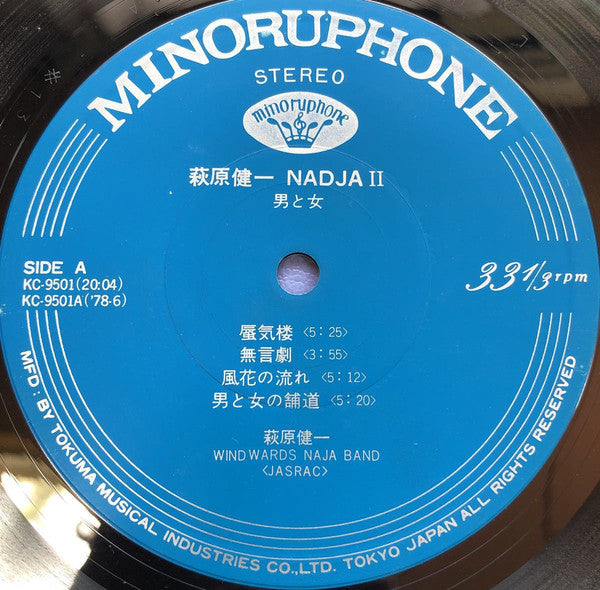 MINORUPHONE
STEREO
minoruphone
萩原健一 NADJA II
男と女
SIDE A
KC-9501(20:04)
KC-9501A('78-6)
33 1/3 rpm
蜃気楼 <5:25>
無言劇 <3:55>
風花の流れ <5:12>
男と女の舗道 <5:20>
萩原健一
WINDWARDS NAJA BAND
<JASRAC>
MFD: BY TOKUMA MUSICAL INDUSTRIES CO.,LTD. TOKYO JAPAN ALL RIGHTS RESERVED